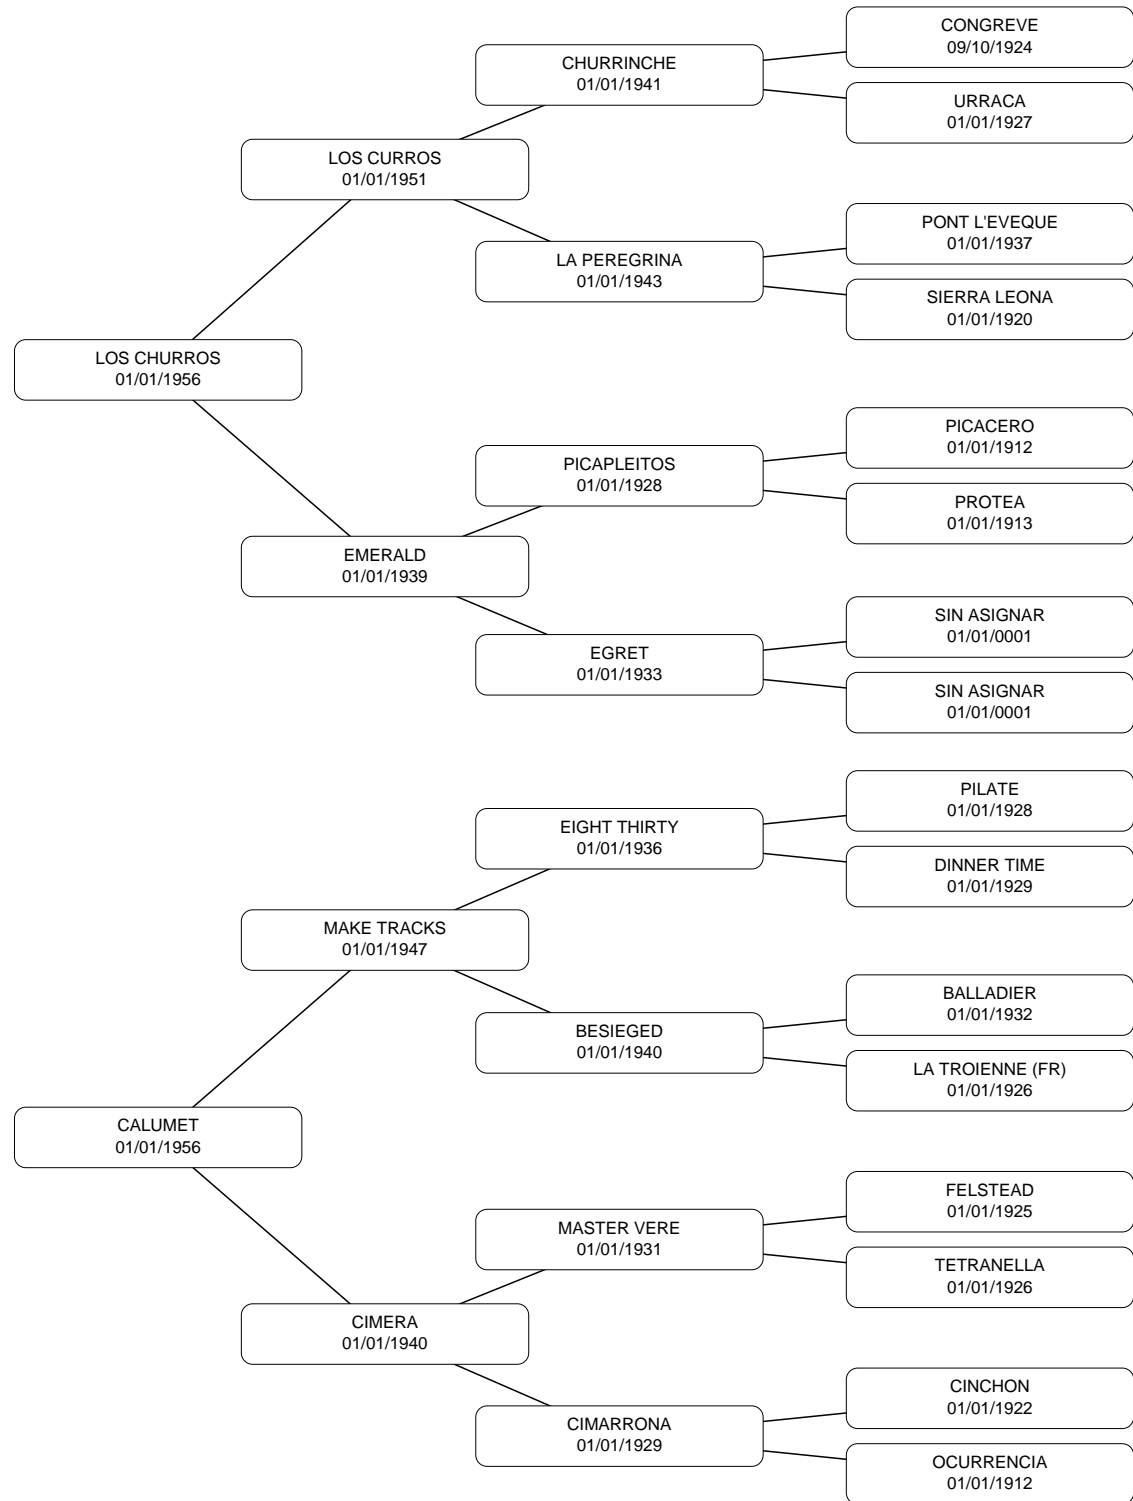 CONGREVE
09/10/1924
CHURRINCHE
01/01/1941
URRACA
01/01/1927
LOS CURROS
01/01/1951
PONT L'EVEQUE
01/01/1937
LA PEREGRINA
01/01/1943
SIERRA LEONA
01/01/1920
LOS CHURROS
01/01/1956
PICACERO
01/01/1912
PICAPLEITOS
01/01/1928
PROTEA
01/01/1913
EMERALD
01/01/1939
SIN ASIGNAR
01/01/0001
EGRET
01/01/1933
SIN ASIGNAR
01/01/0001
PILATE
01/01/1928
EIGHT THIRTY
01/01/1936
DINNER TIME
01/01/1929
MAKE TRACKS
01/01/1947
BALLADIER
01/01/1932
BESIEGED
01/01/1940
LA TROIENNE (FR)
01/01/1926
CALUMET
01/01/1956
FELSTEAD
01/01/1925
MASTER VERE
01/01/1931
TETRANELLA
01/01/1926
CIMERA
01/01/1940
CINCHON
01/01/1922
CIMARRONA
01/01/1929
OCURRENCIA
01/01/1912